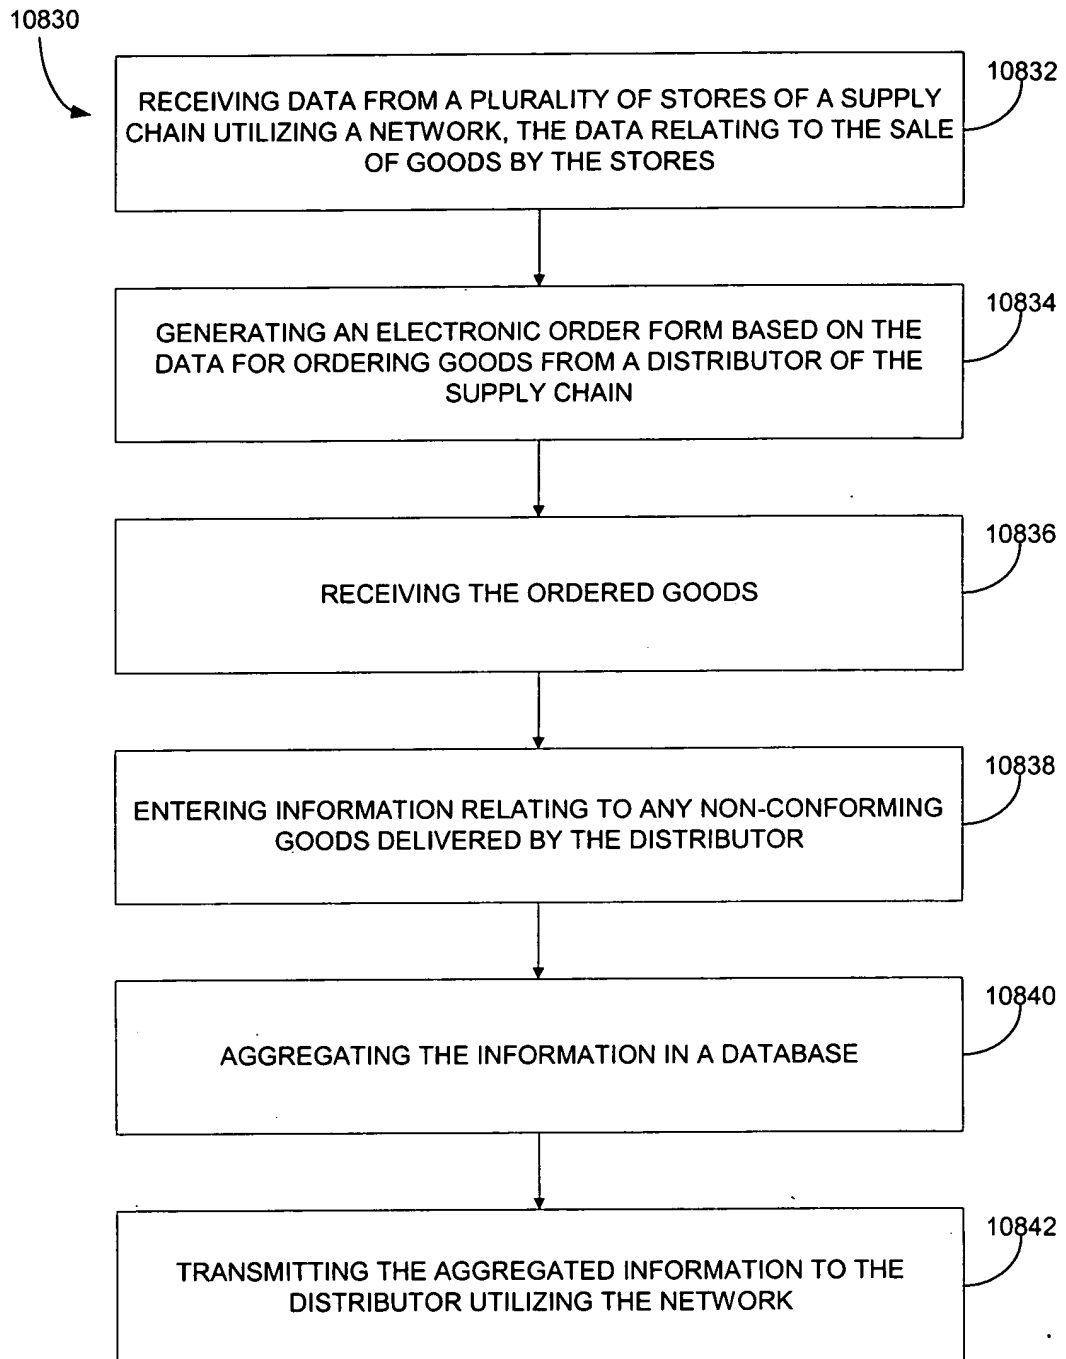 10830
10832
RECEIVING DATA FROM A PLURALITY OF STORES OF A SUPPLY
CHAIN UTILIZING A NETWORK, THE DATA RELATING TO THE SALE
OF GOODS BY THE STORES
10834
GENERATING AN ELECTRONIC ORDER FORM BASED ON THE
DATA FOR ORDERING GOODS FROM A DISTRIBUTOR OF THE
SUPPLY CHAIN
10836
RECEIVING THE ORDERED GOODS
10838
ENTERING INFORMATION RELATING TO ANY NON-CONFORMING
GOODS DELIVERED BY THE DISTRIBUTOR
10840
AGGREGATING THE INFORMATION IN A DATABASE
10842
TRANSMITTING THE AGGREGATED INFORMATION TO THE
DISTRIBUTOR UTILIZING THE NETWORK